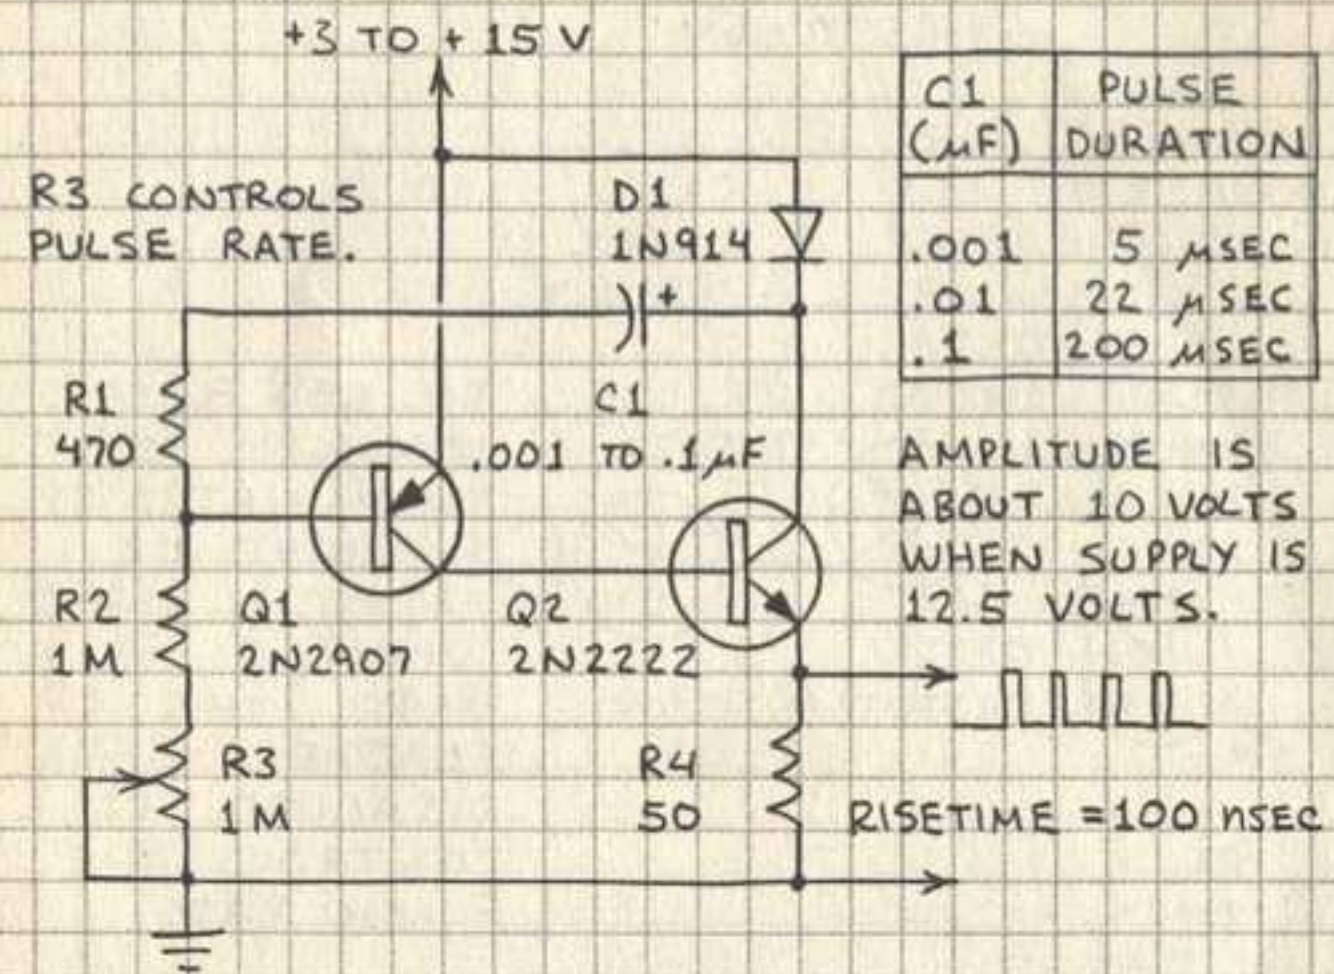 +3 TO + 15 V
R3 CONTROLS
PULSE RATE.
D1
1N914
+
C1
.001 TO .1µF
R1
470
R2
1M
Q1
2N2907
Q2
2N2222
R3
1M
R4
50
C1 PULSE
(µF) DURATION
.001 5 µSEC
.01 22 µSEC
.1 200 µSEC
AMPLITUDE IS
ABOUT 10 VOLTS
WHEN SUPPLY IS
12.5 VOLTS.
RISETIME =100 nSEC